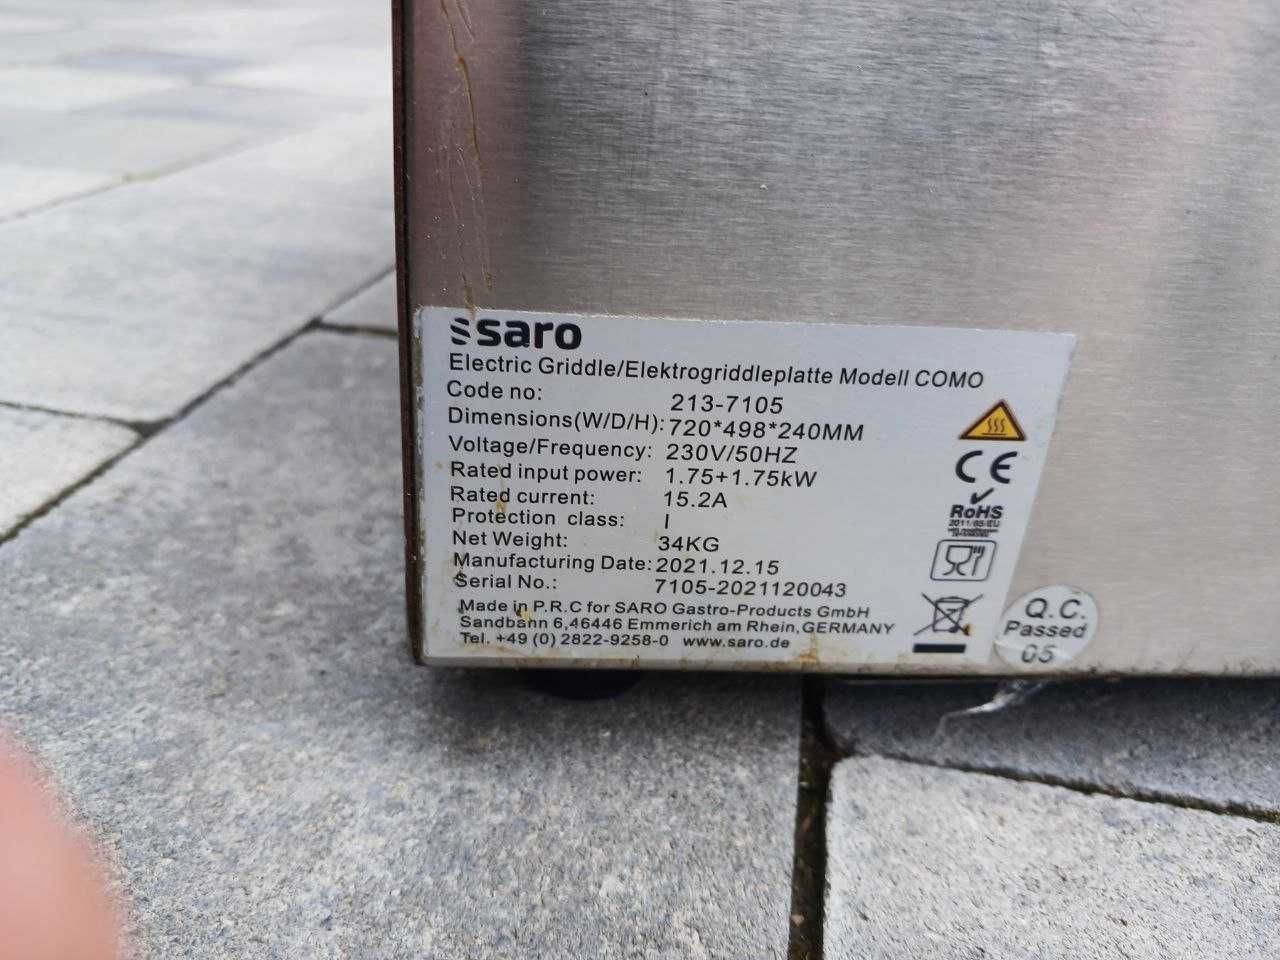 saro
Electric Griddle/Elektrogriddleplatte Modell COMO
Code no: 213-7105
Dimensions(W/D/H): 720*498*240MM
Voltage/Frequency: 230V/50HZ
Rated input power: 1.75+1.75kW
Rated current: 15.2A
Protection class: I
Net Weight: 34KG
Manufacturing Date: 2021.12.15
Serial No.: 7105-2021120043
Made in P.R.C for SARO Gastro-Products GmbH
Sandbahn 6,46446 Emmerich am Rhein,GERMANY
Tel. +49 (0) 2822-9258-0 www.saro.de
CE
RoHS
2011/65/EU
Q.C.
Passed
05